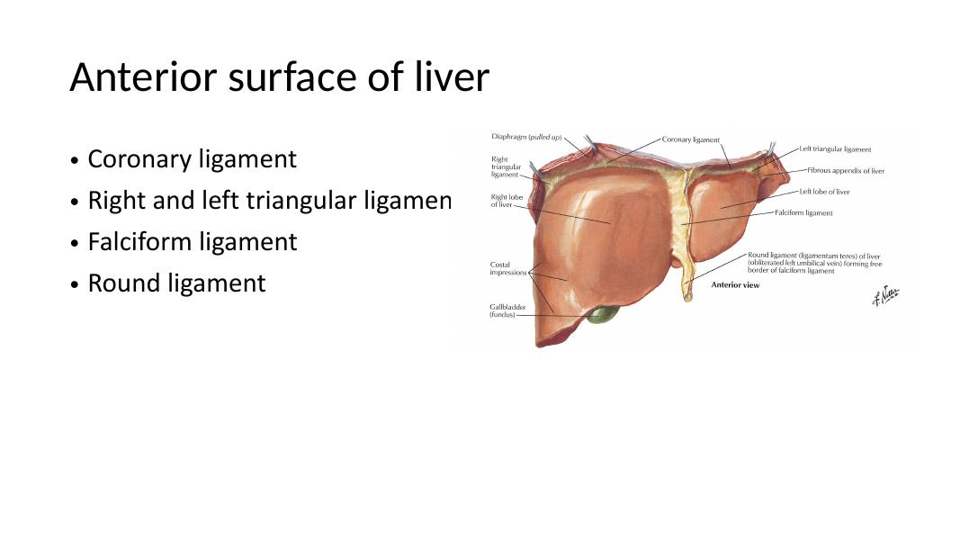 Anterior surface of liver
• Coronary ligament
• Right and left triangular ligamen
• Falciform ligament
• Round ligament
Diaphragm (pulled up)
Coronary ligament
Left triangular ligament
Right
triangular
ligament
Fibrous appendix of liver
Left lobe of liver
Right lobe
of liver
Falciform ligament
Round ligament (ligamentum teres) of liver
(obliterated left umbilical vein) forming free
border of falciform ligament
Costal
impressions
Anterior view
Gallbladder
(fundus)
F. Netter